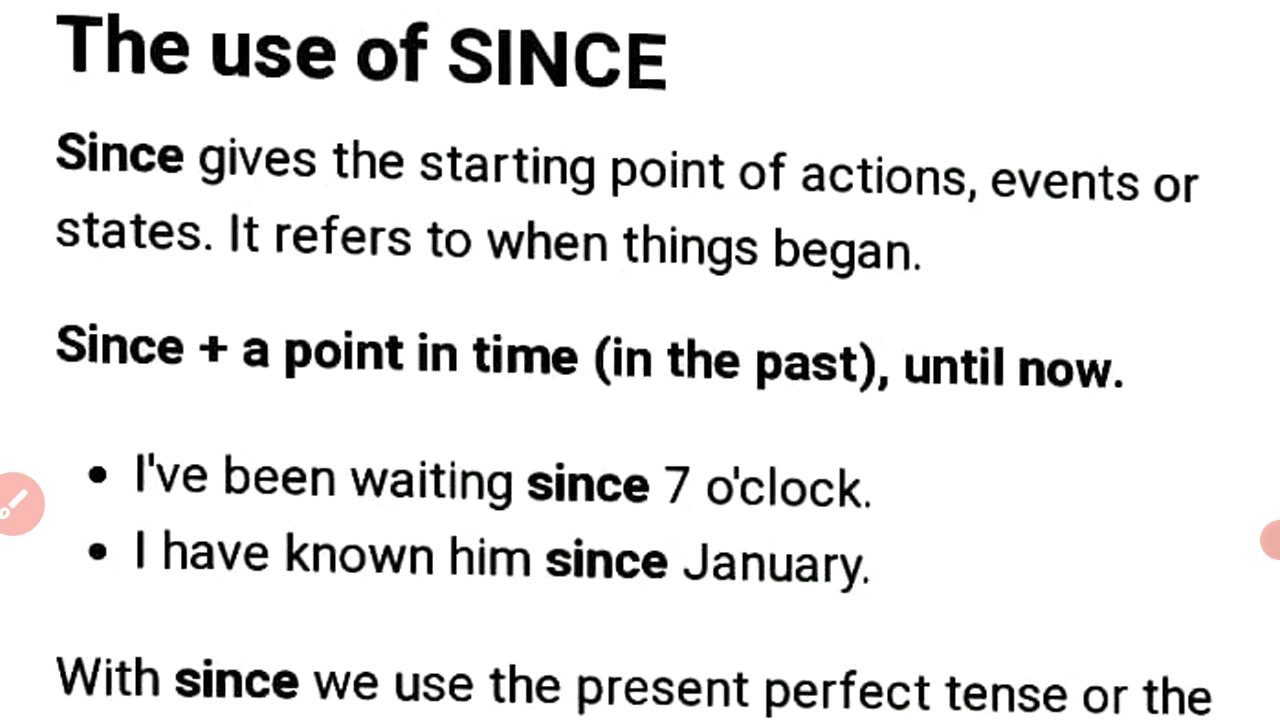 The use of SINCE
Since gives the starting point of actions, events or
states. It refers to when things began.
Since + a point in time (in the past), until now.
I've been waiting since 7 o'clock.
I have known him since January.
With since we use the present perfect tense or the